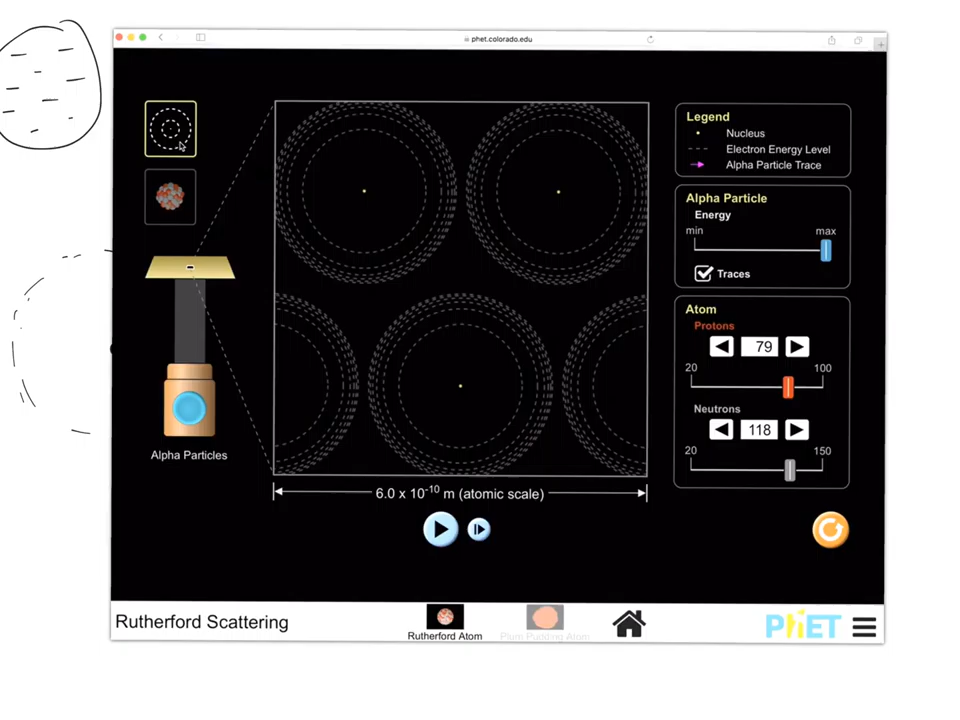 phet.colorado.edu
Legend
Nucleus
Electron Energy Level
Alpha Particle Trace
Alpha Particle
Energy
min max
Traces
Atom
Protons
79
20 100
Neutrons
118
20 150
Alpha Particles
6.0 x 10⁻¹⁰ m (atomic scale)
Rutherford Scattering
Rutherford Atom
Plum Pudding Atom
PhET